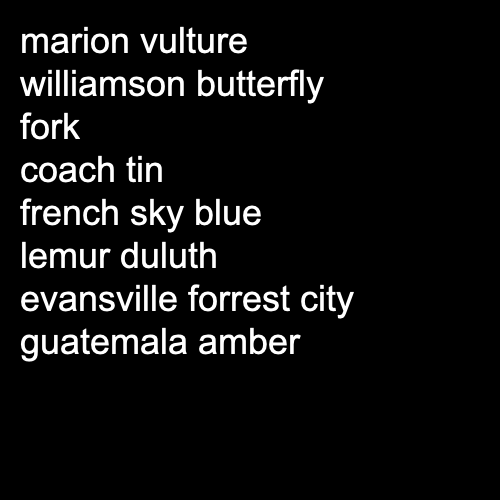 marion vulture
williamson butterfly
fork
coach tin
french sky blue
lemur duluth
evansville forrest city
guatemala amber